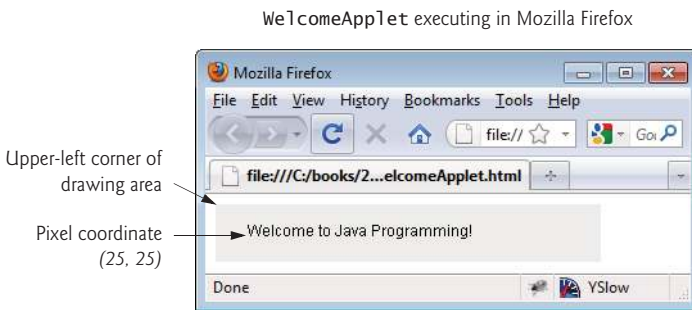 WelcomeApplet executing in Mozilla Firefox
Mozilla Firefox
File Edit View History Bookmarks Tools Help
file://
file:///C:/books/2...elcomeApplet.html
Upper-left corner of
drawing area
Welcome to Java Programming!
Pixel coordinate
(25, 25)
Done YSlow